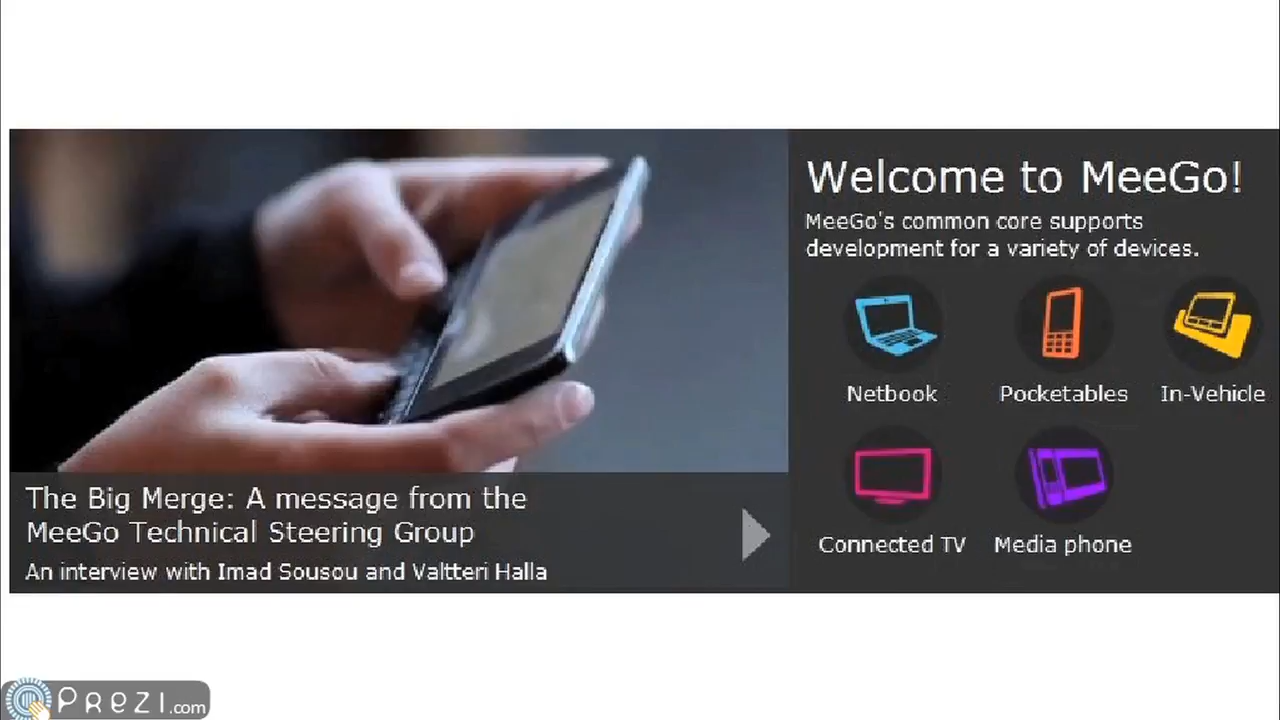 Welcome to MeeGo!
MeeGo's common core supports
development for a variety of devices.
Netbook
Pocketables
In-Vehicle
Connected TV
Media phone
The Big Merge: A message from the
MeeGo Technical Steering Group
An interview with Imad Sousou and Valtteri Halla
Prezi.com